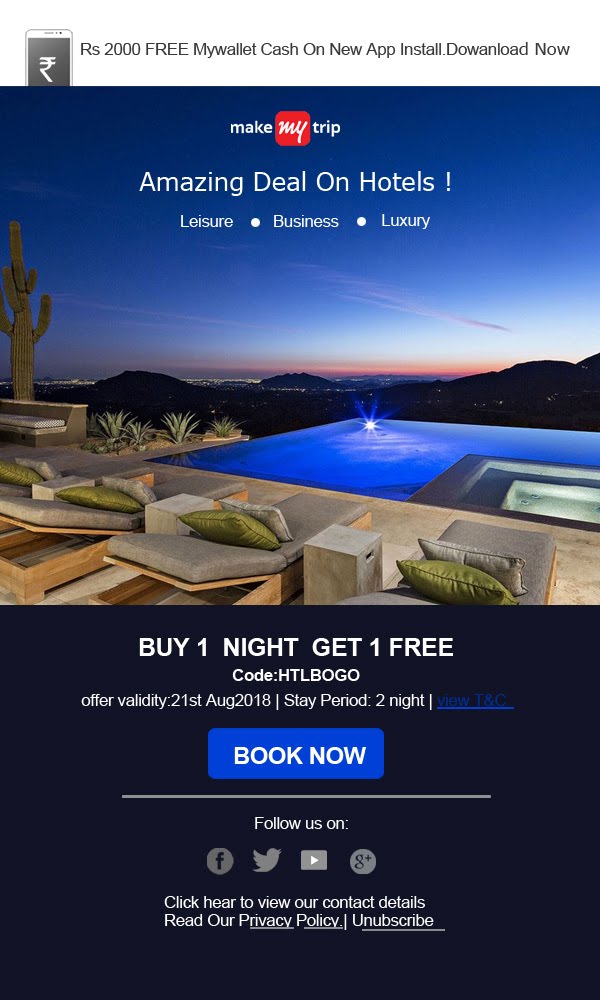 ₹ Rs 2000 FREE Mywallet Cash On New App Install.Dowanload Now
make my trip
Amazing Deal On Hotels !
Leisure ● Business ● Luxury
BUY 1 NIGHT GET 1 FREE
Code:HTLBOGO
offer validity:21st Aug2018 | Stay Period: 2 night | view T&C
BOOK NOW
Follow us on:
f g+
Click hear to view our contact details
Read Our Privacy Policy.| Unubscribe